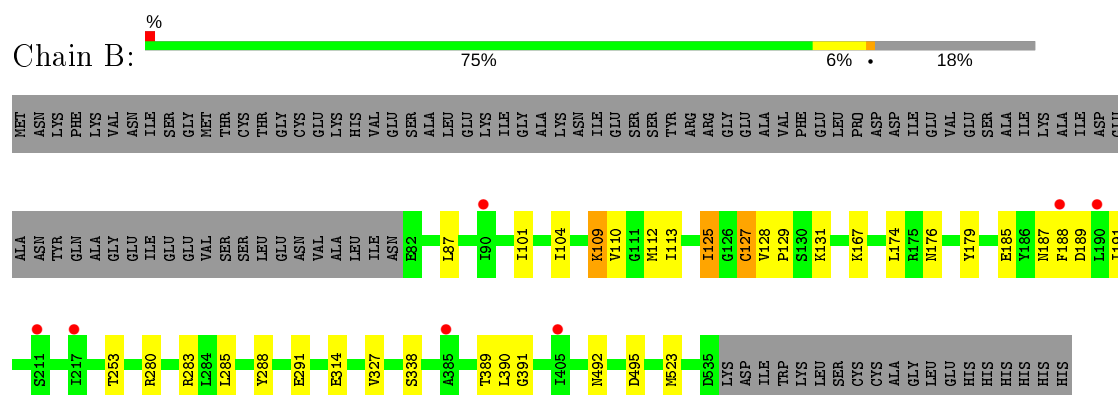 %
Chain B:
75% 6% • 18%
MET ASN LYS PHE LYS VAL ASN ILE SER GLY MET THR CYS THR GLY CYS GLU LYS HIS VAL GLU SER ALA LEU GLU LYS ILE GLY ALA LYS ASN ILE GLU SER SER TYR ARG ARG GLY GLU ALA VAL PHE GLU LEU PRO ASP ASP ILE GLU VAL GLU SER ALA ILE LYS ALA ILE ASP GLU
ALA ASN TYR GLN ALA GLY GLU ILE GLU GLU VAL SER SER LEU GLU ASN VAL ALA LEU ILE ASN E82 L87 I90 I101 I104 K109 V110 G111 M112 I113 I125 G126 C127 V128 P129 S130 K131 K167 L174 R175 N176 Y179 E185 Y186 N187 F188 D189 L190 I191
S211 I217 T253 R280 R283 L284 L285 Y288 E291 E314 V327 S338 A385 T389 L390 G391 I405 N492 D495 M523 D535 LYS ASP ILE TRP LYS LEU SER CYS CYS ALA GLY LEU GLU HIS HIS HIS HIS HIS HIS